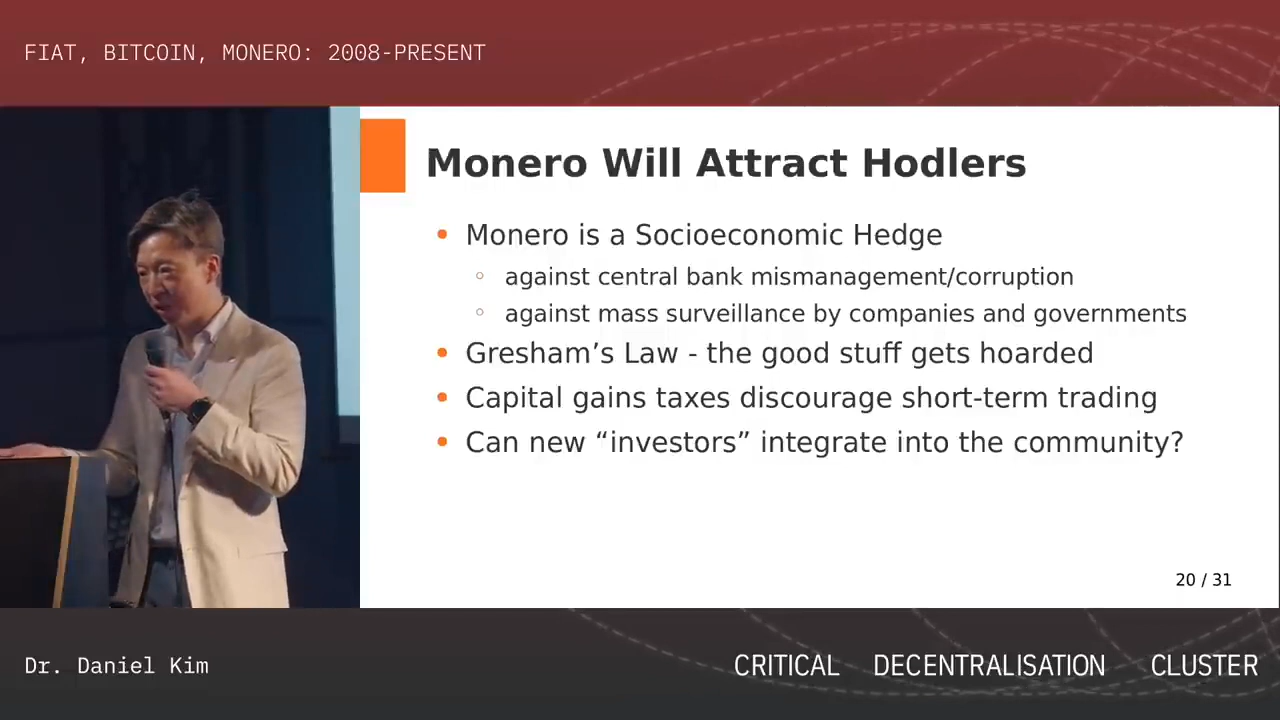 FIAT, BITCOIN, MONERO: 2008-PRESENT
Monero Will Attract Hodlers
• Monero is a Socioeconomic Hedge
◦ against central bank mismanagement/corruption
◦ against mass surveillance by companies and governments
• Gresham’s Law - the good stuff gets hoarded
• Capital gains taxes discourage short-term trading
• Can new “investors” integrate into the community?
20 / 31
Dr. Daniel Kim
CRITICAL DECENTRALISATION CLUSTER